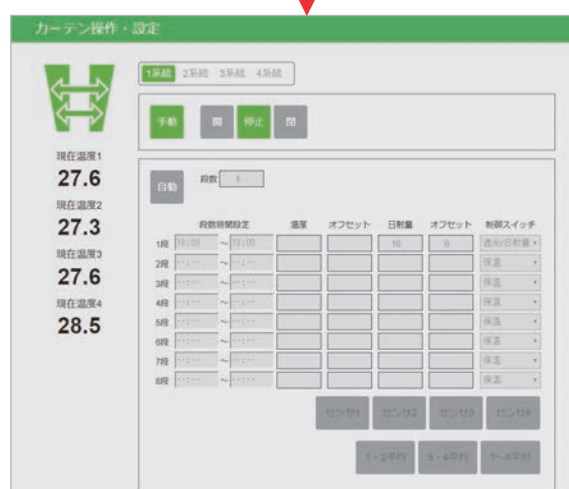 カーテン操作・設定
1系統 2系統 3系統 4系統
手動 開 停止 閉
現在温度1
27.6
現在温度2
27.3
現在温度3
27.6
現在温度4
28.5
自動 段数 1
段数時間設定 温度 オフセット 日射量 オフセット 制御スイッチ
1段 ~ 10 0 遮光/日射量
2段 --:-- ~ --:-- 保温
3段 --:-- ~ --:-- 保温
4段 --:-- ~ --:-- 保温
5段 --:-- ~ --:-- 保温
6段 --:-- ~ --:-- 保温
7段 --:-- ~ --:-- 保温
8段 --:-- ~ --:-- 保温
センサ1 センサ2 センサ3 センサ4
1・2平均 3・4平均 1~4平均